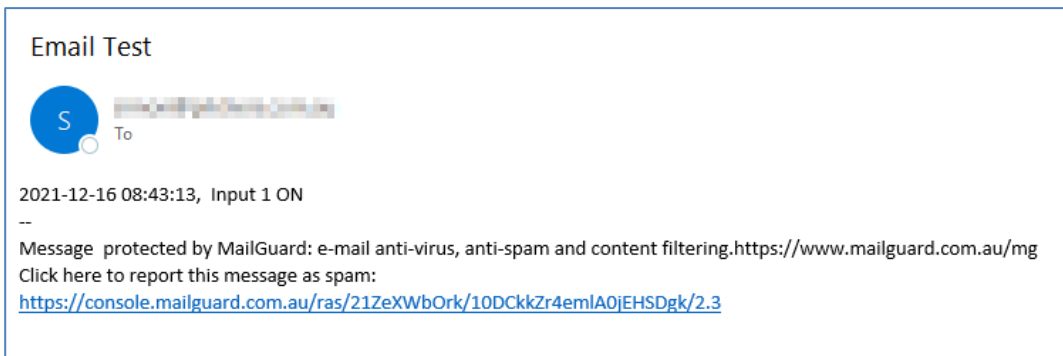 Email Test
S
To
2021-12-16 08:43:13,  Input 1 ON
--
Message  protected by MailGuard: e-mail anti-virus, anti-spam and content filtering.https://www.mailguard.com.au/mg
Click here to report this message as spam:
https://console.mailguard.com.au/ras/21ZeXWbOrk/10DCkkZr4emlA0jEHSDgk/2.3